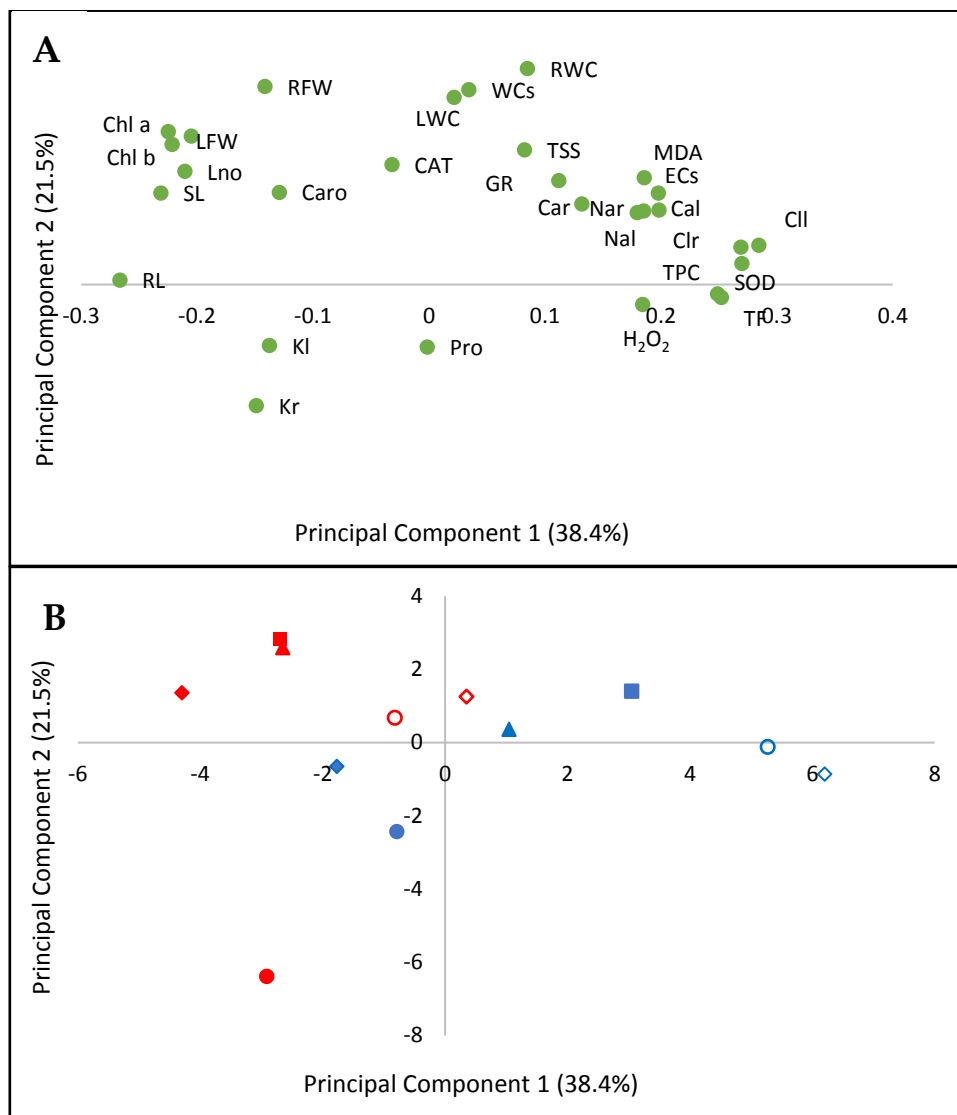 A
RWC
RFW
WCs
LWC
Chl a
LFW
TSS
MDA
Chl b
CAT
ECs
Lno
GR
SL
Caro
Car
Nar
Cal
Cll
Nal
Clr
RL
TPC
SOD
-0.3
-0.2
-0.1
0
0.1
0.2
0.3
0.4
TF
H₂O₂
Kl
Pro
Kr
Principal Component 2 (21.5%)
Principal Component 1 (38.4%)
B
4
2
0
-6
-4
-2
0
2
4
6
8
-2
-4
-6
-8
Principal Component 2 (21.5%)
Principal Component 1 (38.4%)